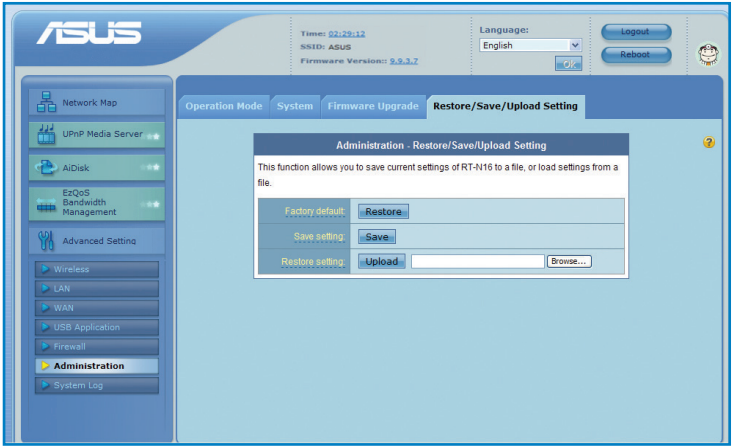 ASUS
Time: 02:29:12
SSID: ASUS
Firmware Version:: 9.9.3.7
Language:
English
OK
Logout
Reboot
Network Map
UPnP Media Server
AiDisk
EzQoS
Bandwidth
Management
Advanced Setting
Wireless
LAN
WAN
USB Application
Firewall
Administration
System Log
Operation Mode
System
Firmware Upgrade
Restore/Save/Upload Setting
Administration - Restore/Save/Upload Setting
This function allows you to save current settings of RT-N16 to a file, or load settings from a
file.
Factory default: Restore
Save setting: Save
Restore setting: Upload Browse...
?